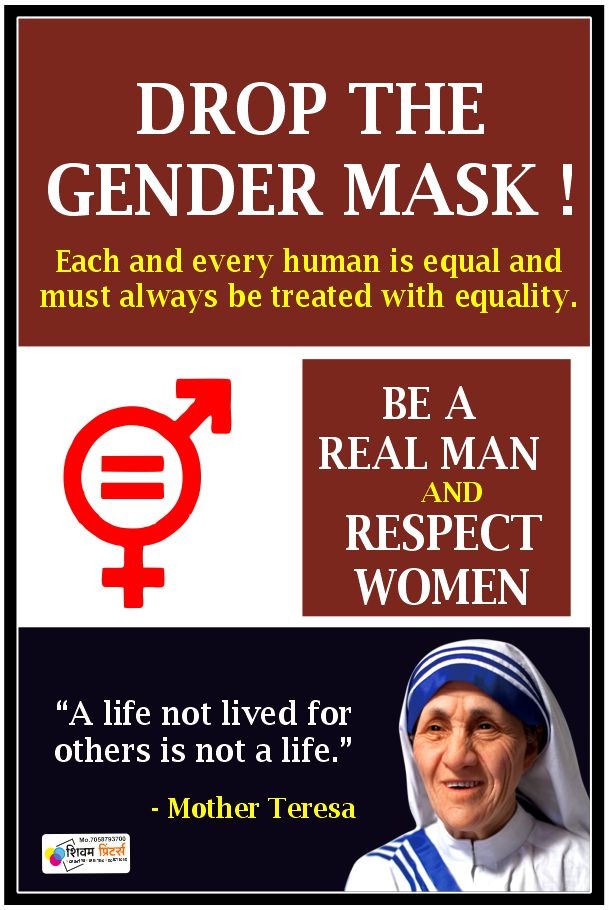 DROP THE
GENDER MASK !
Each and every human is equal and
must always be treated with equality.
BE A
REAL MAN
AND
RESPECT
WOMEN
“A life not lived for
others is not a life.”
- Mother Teresa
Mo.7058793700
शिवम प्रिंटर्स